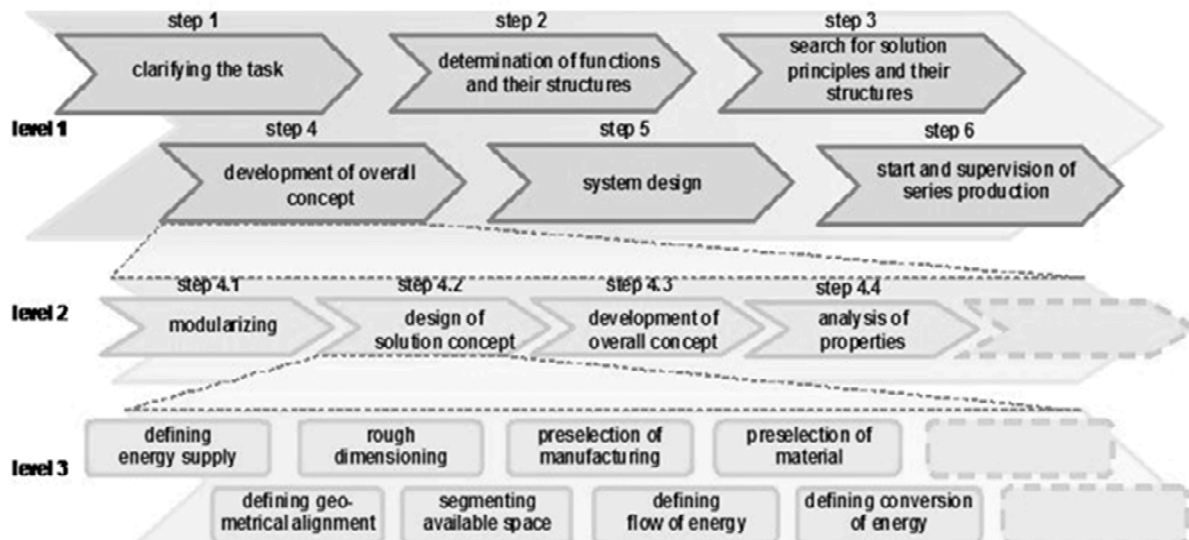 step 1
step 2
step 3
clarifying the task
determination of functions
and their structures
search for solution
principles and their
structures
level 1
step 4
step 5
step 6
development of overall
concept
system design
start and supervision of
series production
step 4.1
step 4.2
step 4.3
step 4.4
level 2
modularizing
design of
solution concept
development of
overall concept
analysis of
properties
level 3
defining
energy supply
rough
dimensioning
preselection of
manufacturing
preselection of
material
defining geo-
metrical alignment
segmenting
available space
defining
flow of energy
defining conversion
of energy